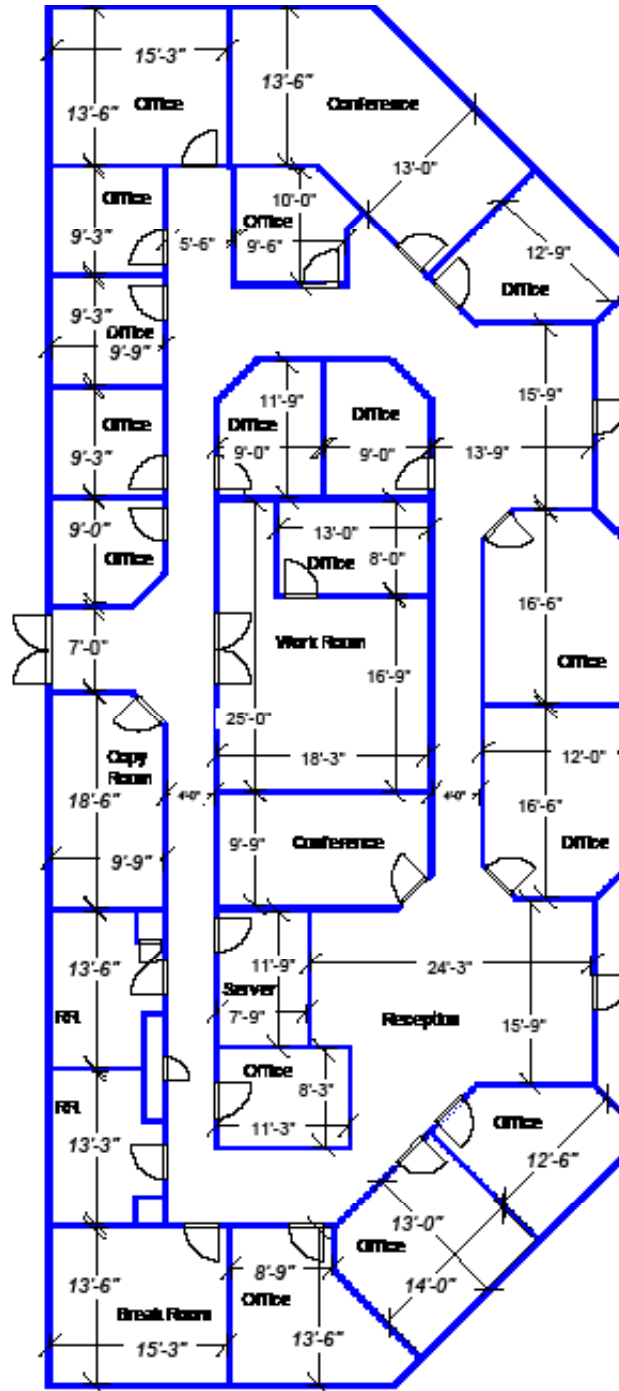 15'-3"
13'-6"
Office
13'-6"
Conference
13'-0"
Office
9'-3"
5'-6"
10'-0"
Office
9'-6"
12'-9"
Office
9'-3"
Office
9'-9"
15'-9"
Office
9'-3"
11'-9"
Office
9'-0"
Office
9'-0"
13'-9"
9'-0"
Office
13'-0"
Office
8'-0"
16'-6"
Office
7'-0"
Work Room
16'-9"
25'-0"
18'-3"
Copy
Room
18'-6"
9'-9"
4'-0"
4'-0"
12'-0"
16'-6"
Office
9'-9"
Conference
13'-6"
RR.
11'-9"
Server
7'-9"
24'-3"
Reception
15'-9"
RR.
13'-3"
Office
8'-3"
11'-3"
Office
12'-6"
13'-0"
Office
14'-0"
13'-6"
Break Room
15'-3"
8'-9"
Office
13'-6"